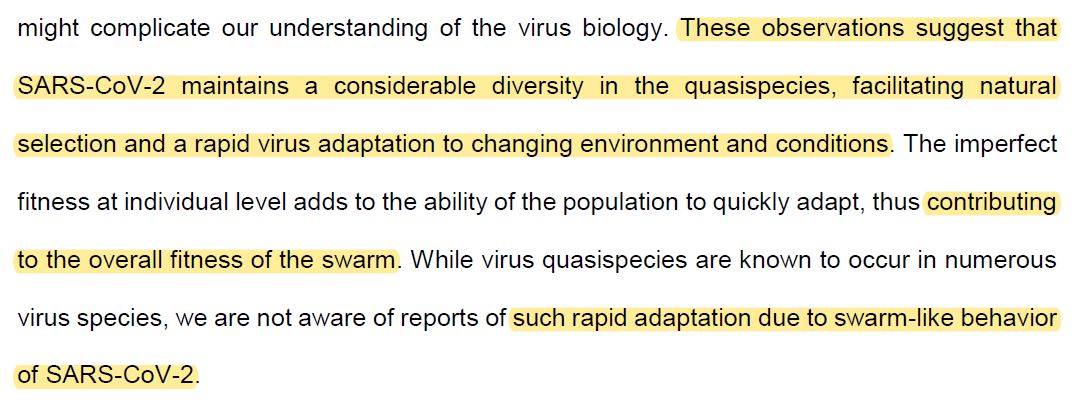 might complicate our understanding of the virus biology. These observations suggest that
SARS-CoV-2 maintains a considerable diversity in the quasispecies, facilitating natural
selection and a rapid virus adaptation to changing environment and conditions. The imperfect
fitness at individual level adds to the ability of the population to quickly adapt, thus contributing
to the overall fitness of the swarm. While virus quasispecies are known to occur in numerous
virus species, we are not aware of reports of such rapid adaptation due to swarm-like behavior
of SARS-CoV-2.